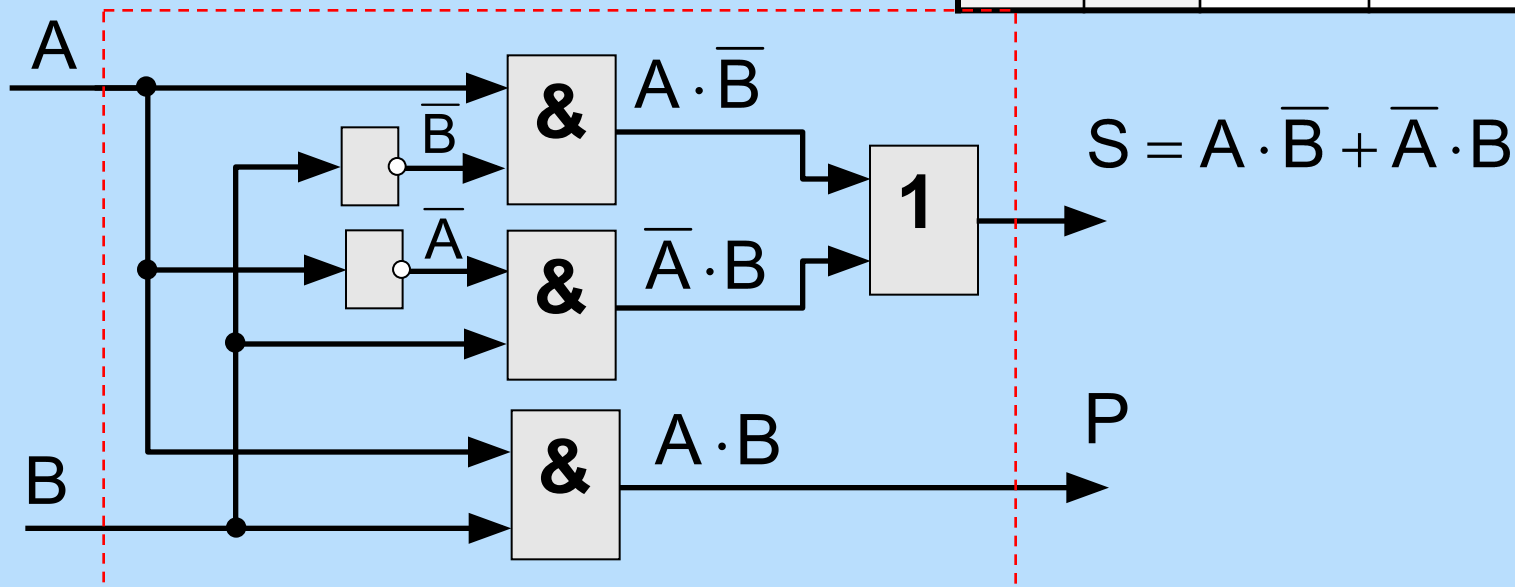 A
&
A · B̅
B̅
S = A · B̅ + A̅ · B
1
A̅
&
A̅ · B
P
A · B
&
B